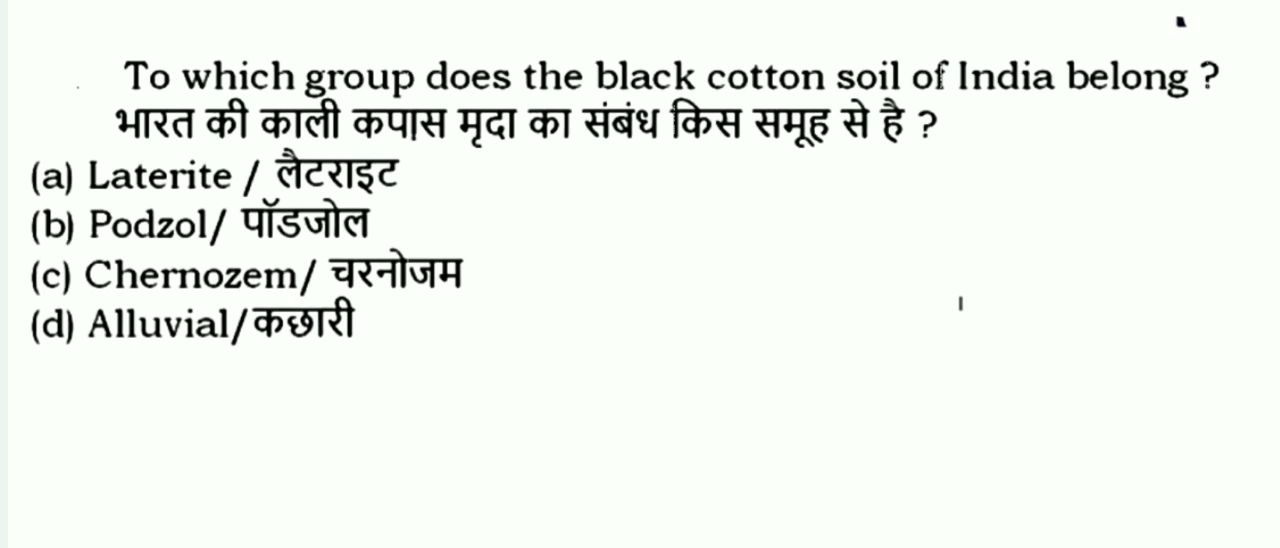 To which group does the black cotton soil of India belong ?
भारत की काली कपास मृदा का संबंध किस समूह से है ?
(a) Laterite / लैटराइट
(b) Podzol/ पॉडजोल
(c) Chernozem/ चरनोजम
(d) Alluvial/कछारी